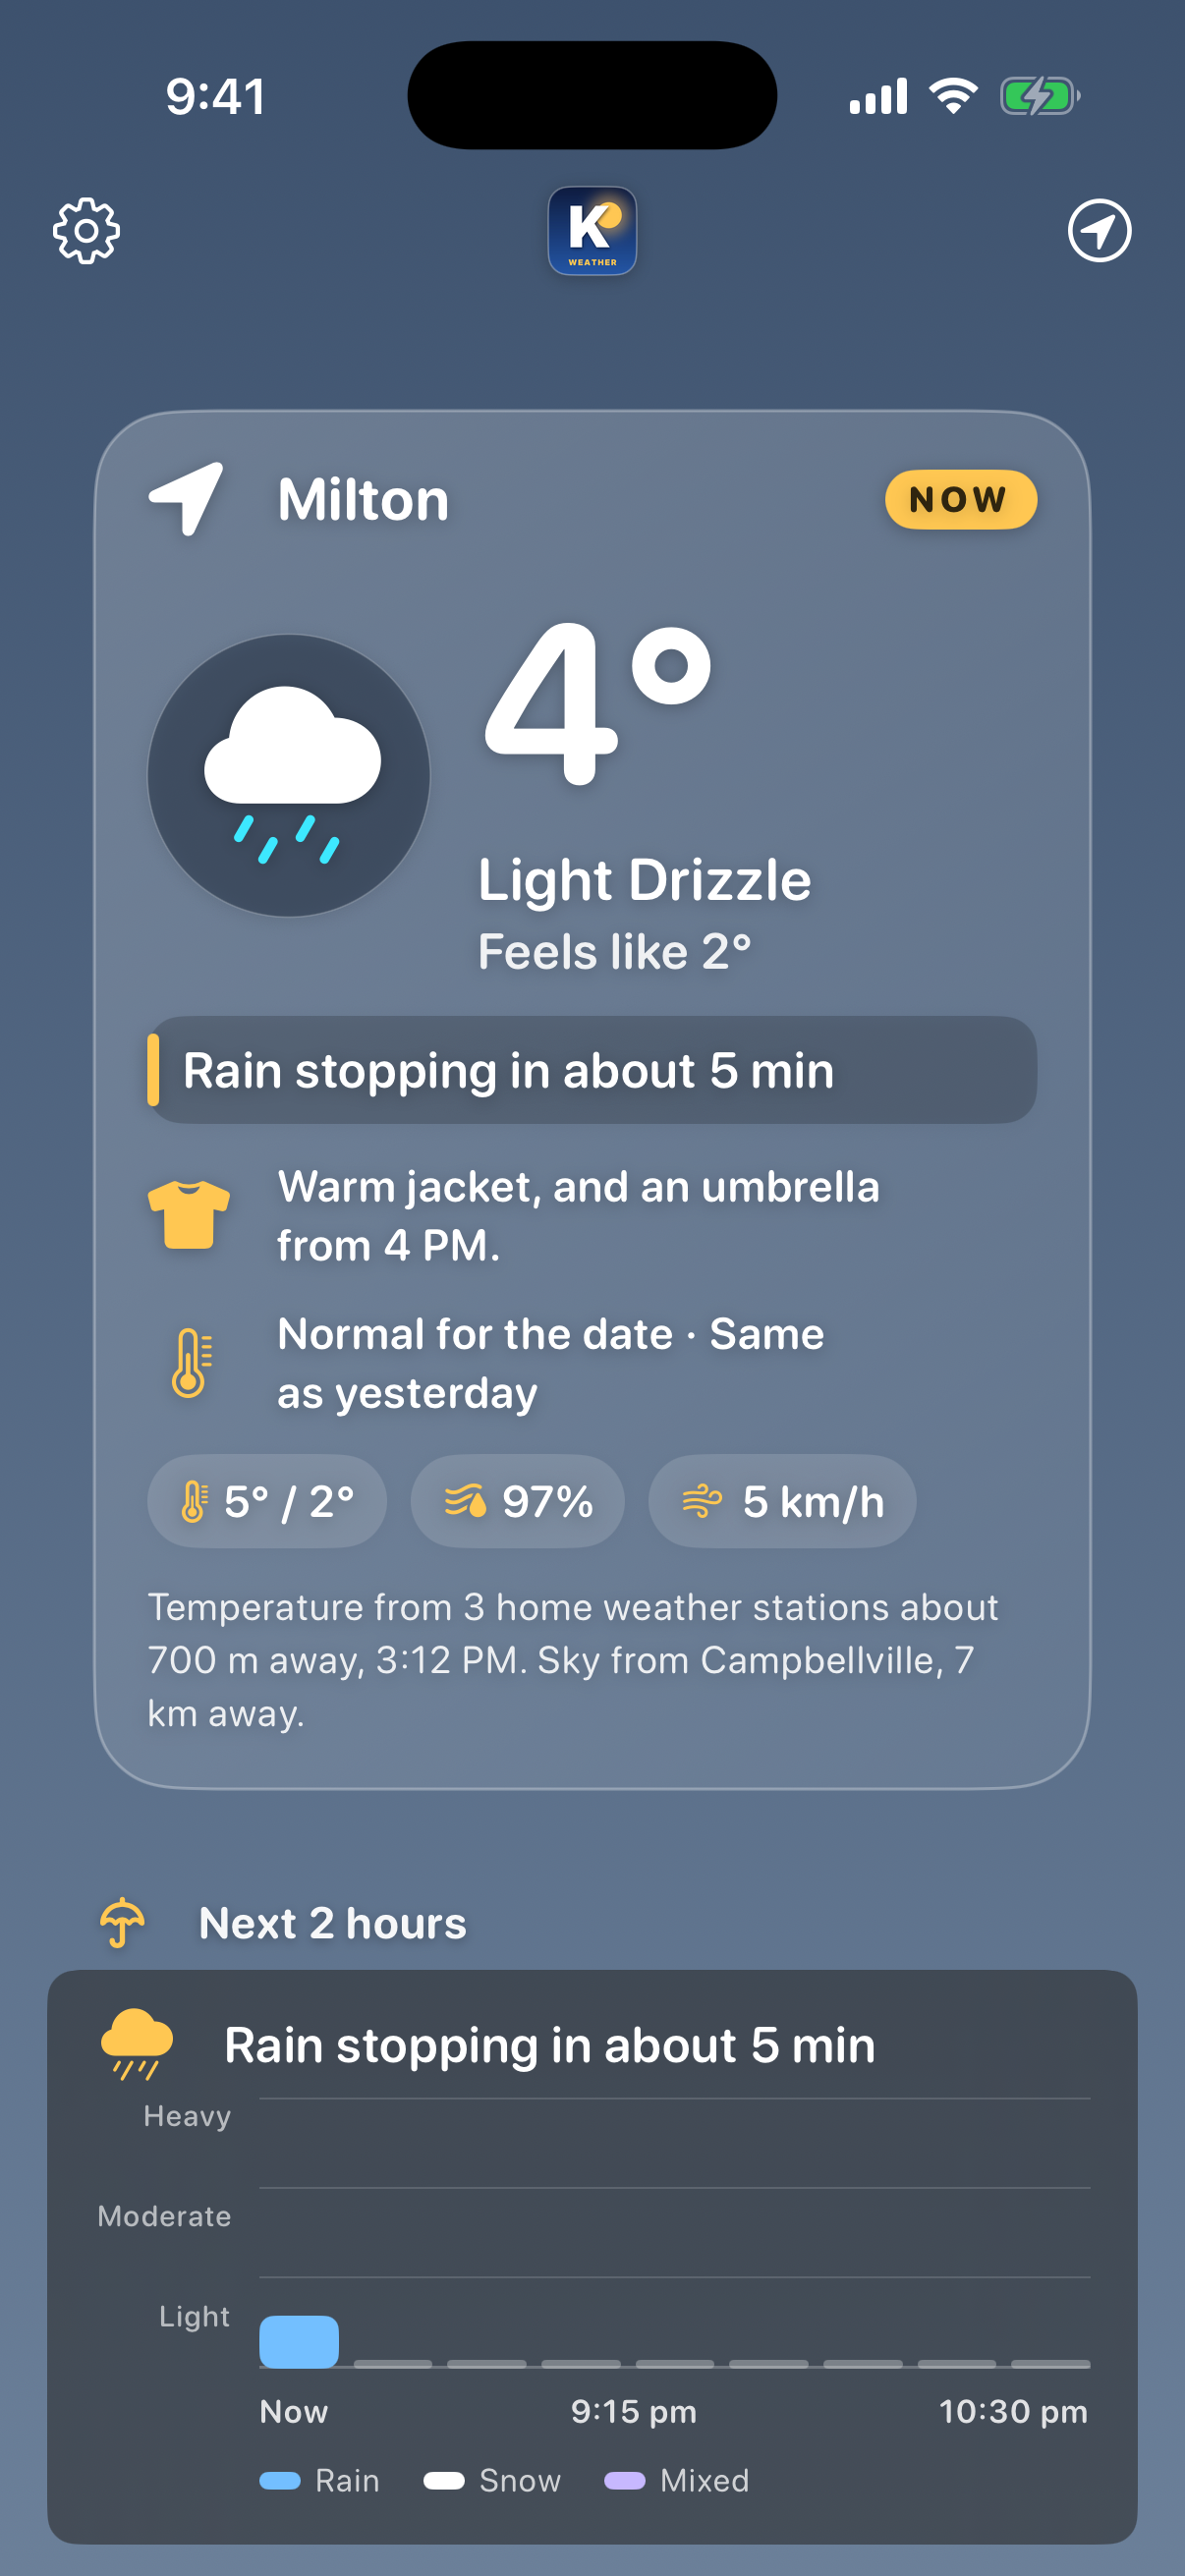 9:41
K
WEATHER
Milton
NOW
4°
Light Drizzle
Feels like 2°
Rain stopping in about 5 min
Warm jacket, and an umbrella
from 4 PM.
Normal for the date · Same
as yesterday
5° / 2°
97%
5 km/h
Temperature from 3 home weather stations about
700 m away, 3:12 PM. Sky from Campbellville, 7
km away.
Next 2 hours
Rain stopping in about 5 min
Heavy
Moderate
Light
Now 9:15 pm 10:30 pm
Rain Snow Mixed